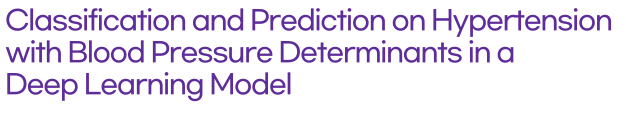 Classification and Prediction on Hypertension
with Blood Pressure Determinants in a
Deep Learning Model